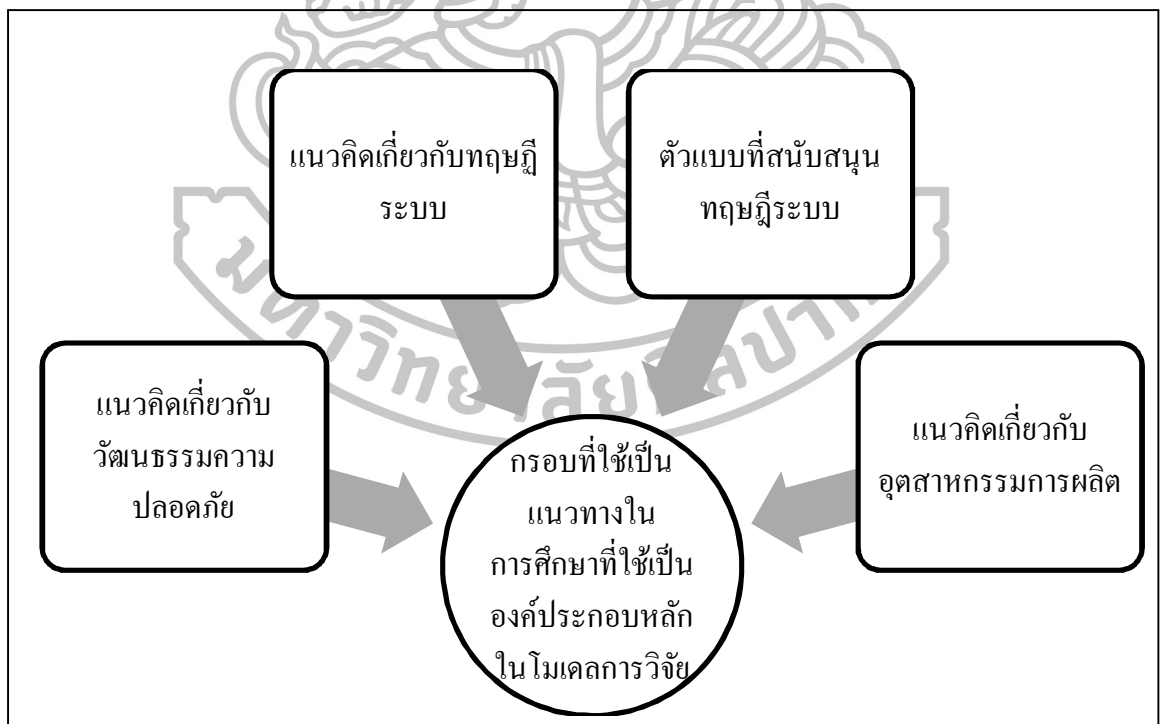 แนวคิดเกี่ยวกับทฤษฎี
ระบบ
ตัวแบบที่สนับสนุน
ทฤษฎีระบบ
แนวคิดเกี่ยวกับ
วัฒนธรรมความ
ปลอดภัย
กรอบที่ใช้เป็น
แนวทางใน
การศึกษาที่ใช้เป็น
องค์ประกอบหลัก
ในโมเดลการวิจัย
แนวคิดเกี่ยวกับ
อุตสาหกรรมการผลิต